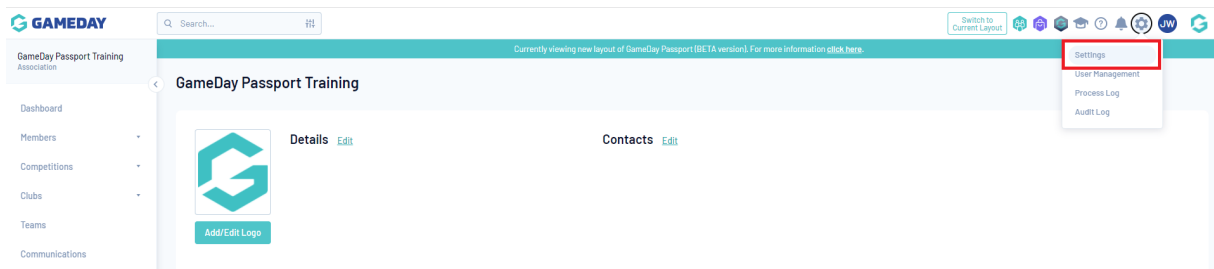 GAMEDAY
Search...
Switch to
Current Layout
JW
GameDay Passport Training
Association
Currently viewing new layout of GameDay Passport (BETA version). For more information click here.
Settings
User Management
Process Log
Audit Log
GameDay Passport Training
Dashboard
Members
Competitions
Clubs
Teams
Communications
Details Edit
Contacts Edit
Add/Edit Logo